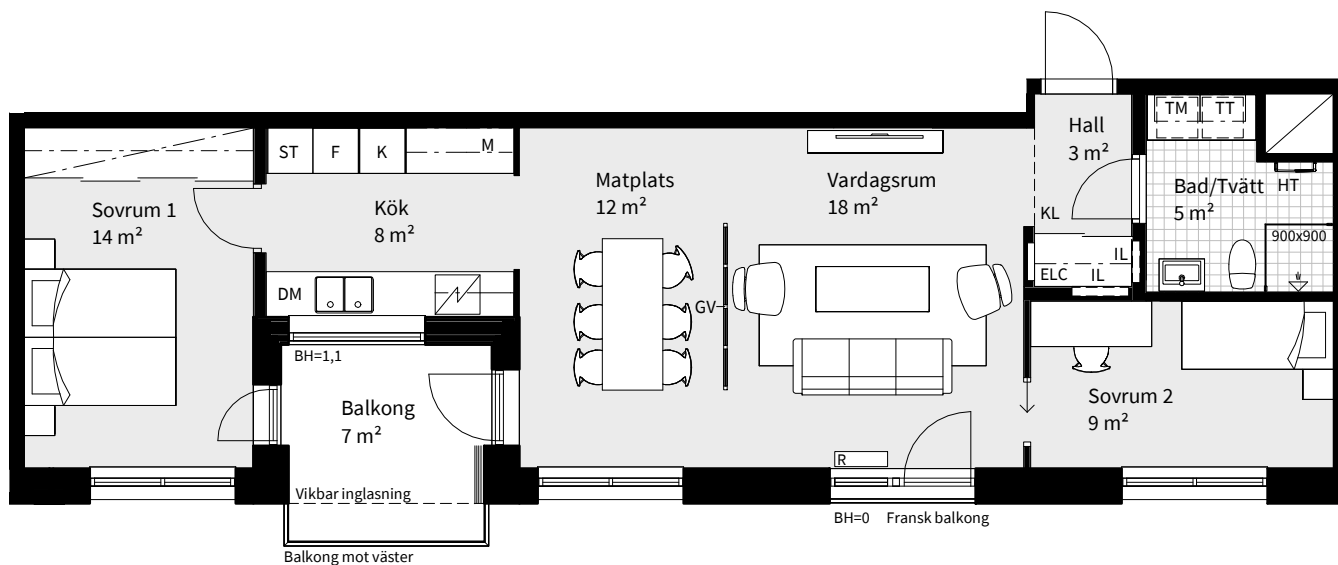 Sovrum 1
14 m²
ST
F
K
M
Kök
8 m²
DM
BH=1,1
Balkong
7 m²
Vikbar inglasning
Balkong mot väster
Matplats
12 m²
GV
Vardagsrum
18 m²
R
BH=0 Fransk balkong
Hall
3 m²
KL
ELC
IL
IL
TM
TT
Bad/Tvätt
5 m²
HT
900x900
Sovrum 2
9 m²